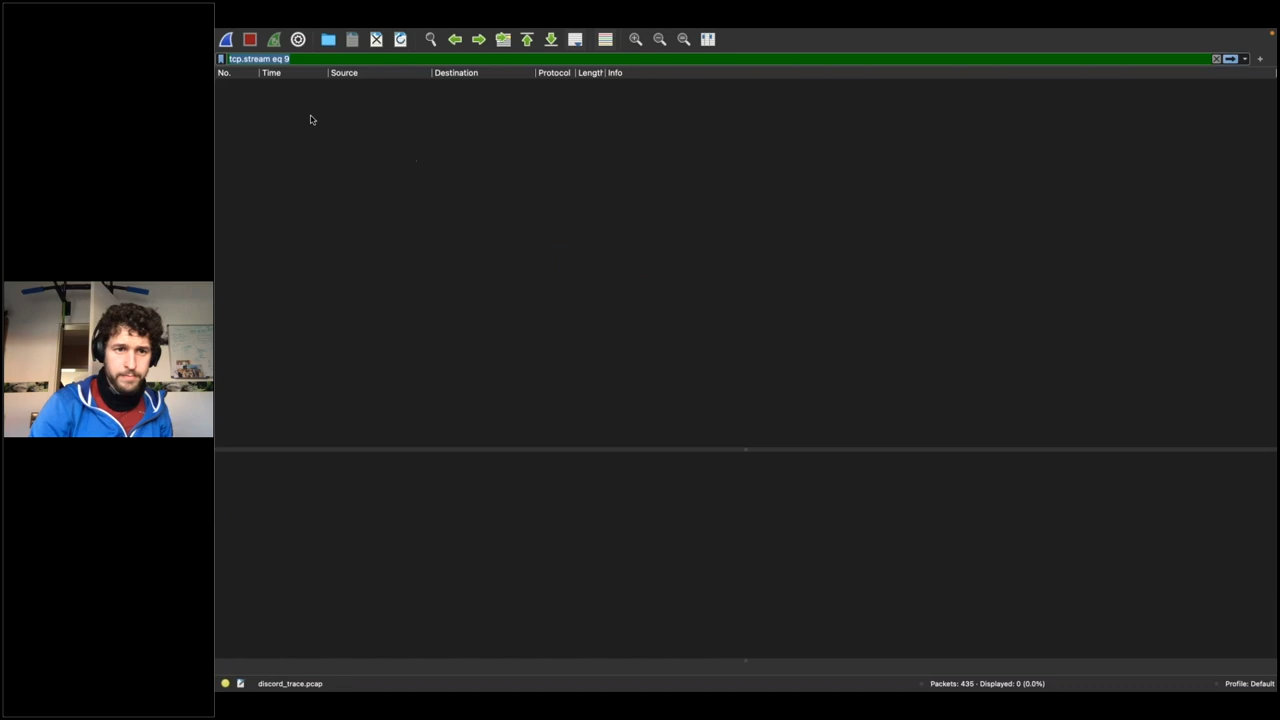 tcp.stream eq 9
No. Time Source Destination Protocol Length Info
discord_trace.pcap Packets: 435 · Displayed: 0 (0.0%) Profile: Default